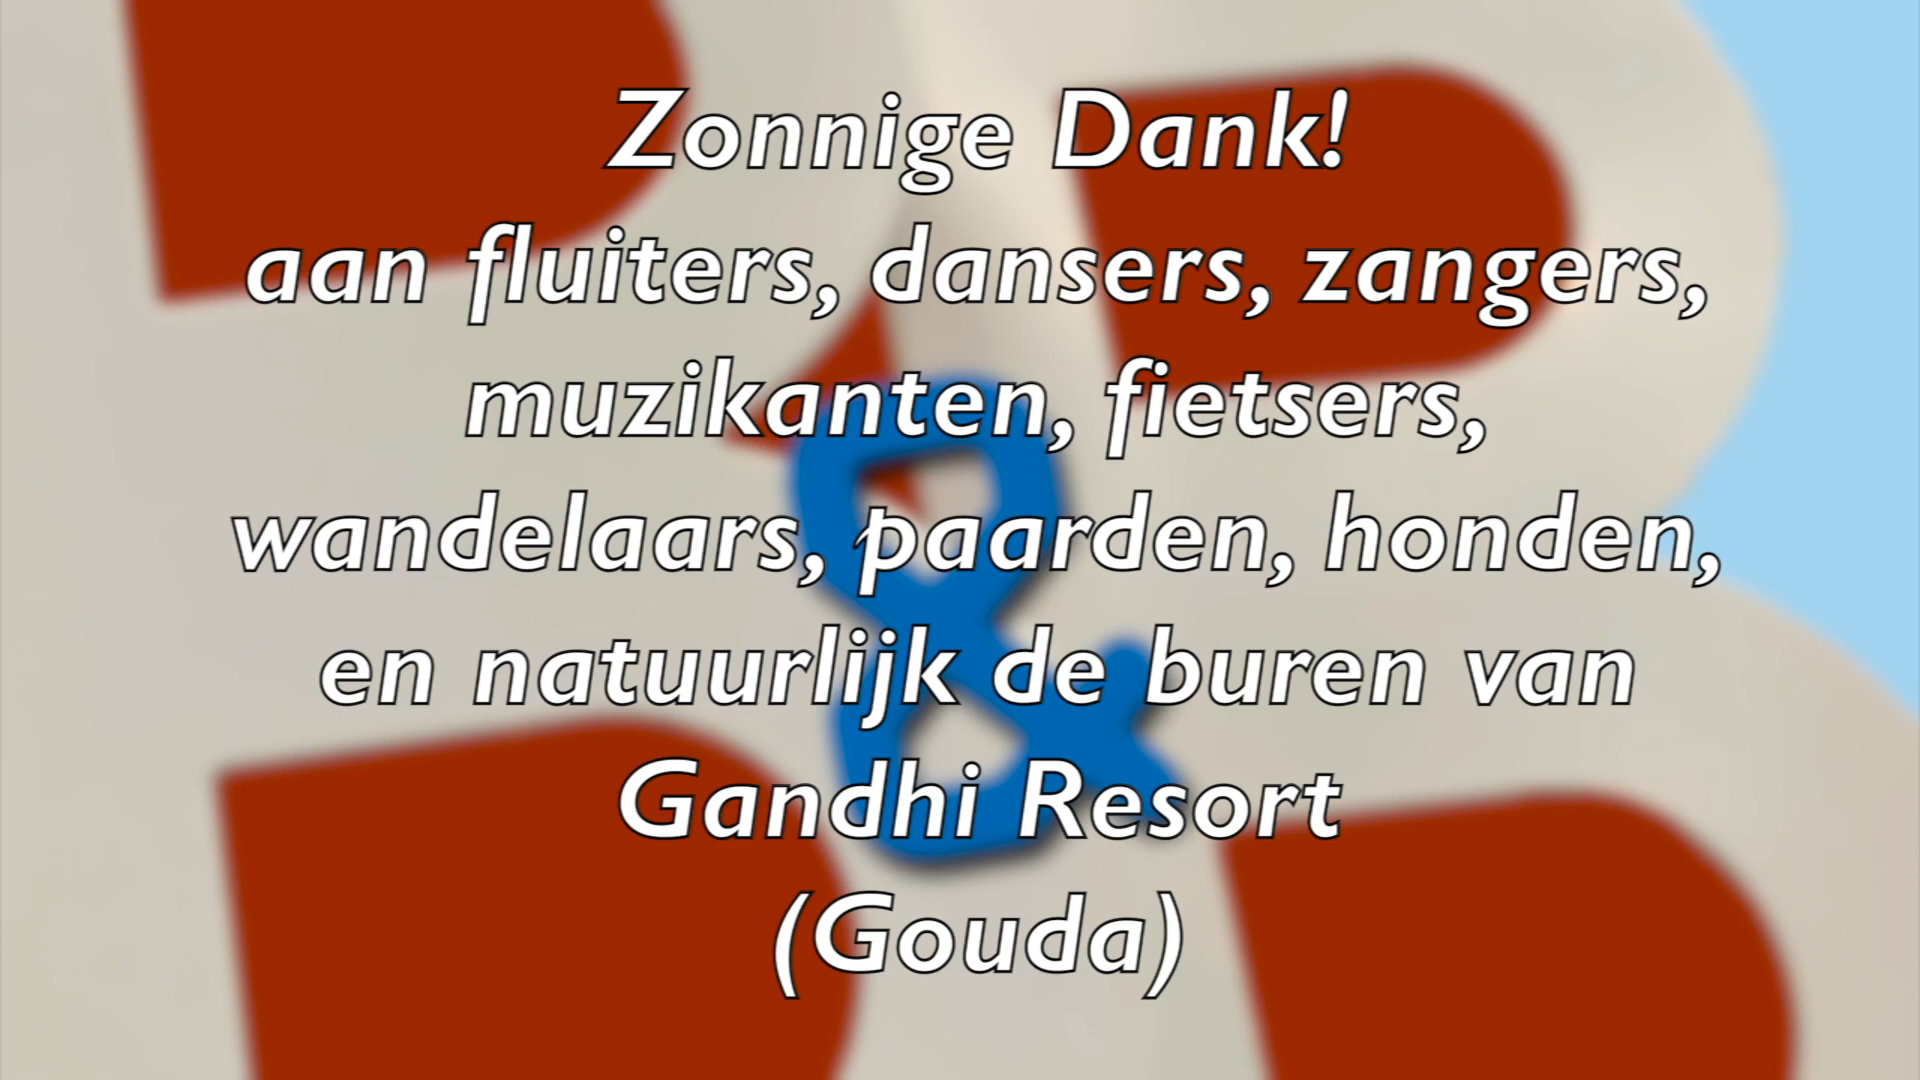 Zonnige Dank!
aan fluiters, dansers, zangers,
muzikanten, fietsers,
wandelaars, paarden, honden,
en natuurlijk de buren van
Gandhi Resort
(Gouda)